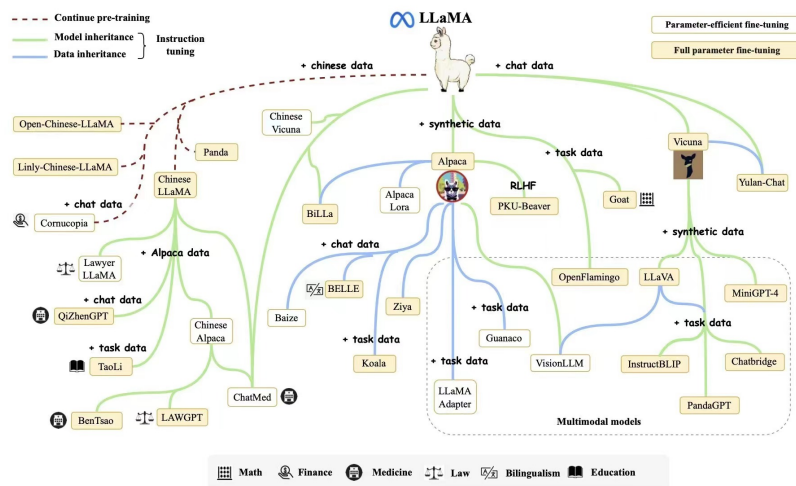 Continue pre-training
Model inheritance
Data inheritance
Instruction
tuning
LLaMA
Parameter-efficient fine-tuning
Full parameter fine-tuning
+ chinese data
+ chat data
Open-Chinese-LLaMA
Linly-Chinese-LLaMA
Panda
Chinese
LLaMA
Chinese
Vicuna
+ synthetic data
Alpaca
+ task data
Vicuna
Yulan-Chat
+ chat data
Cornucopia
BiLLa
Alpaca
Lora
RLHF
PKU-Beaver
Goat
Lawyer
LLaMA
+ Alpaca data
+ chat data
BELLE
Baize
Ziya
+ synthetic data
OpenFlamingo
LLaVA
MiniGPT-4
+ chat data
QiZhenGPT
Chinese
Alpaca
+ task data
Guanaco
+ task data
+ task data
TaoLi
+ task data
Koala
+ task data
VisionLLM
InstructBLIP
Chatbridge
ChatMed
LLaMA
Adapter
PandaGPT
BenTsao
LAWGPT
Multimodal models
Math
Finance
Medicine
Law
Bilingualism
Education